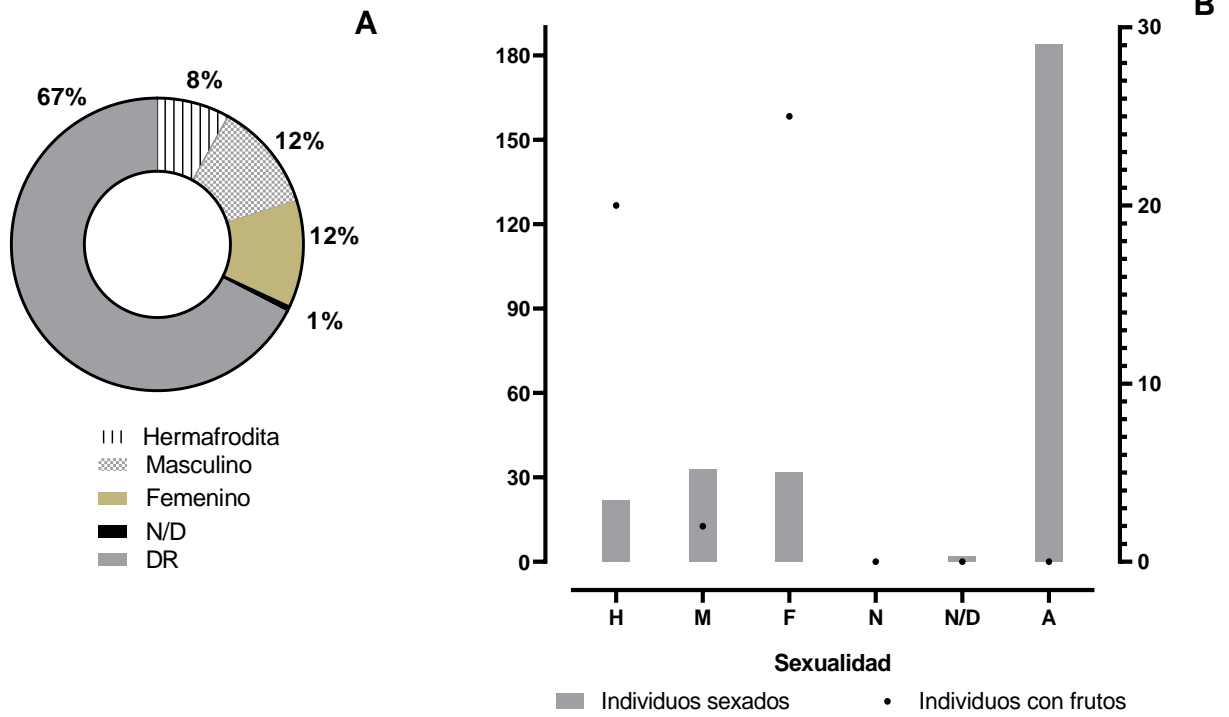 A
67%
8%
12%
12%
1%
Hermafrodita
Masculino
Femenino
N/D
DR
B
180
150
120
90
60
30
0
30
20
10
0
H M F N N/D A
Sexualidad
Individuos sexados Individuos con frutos